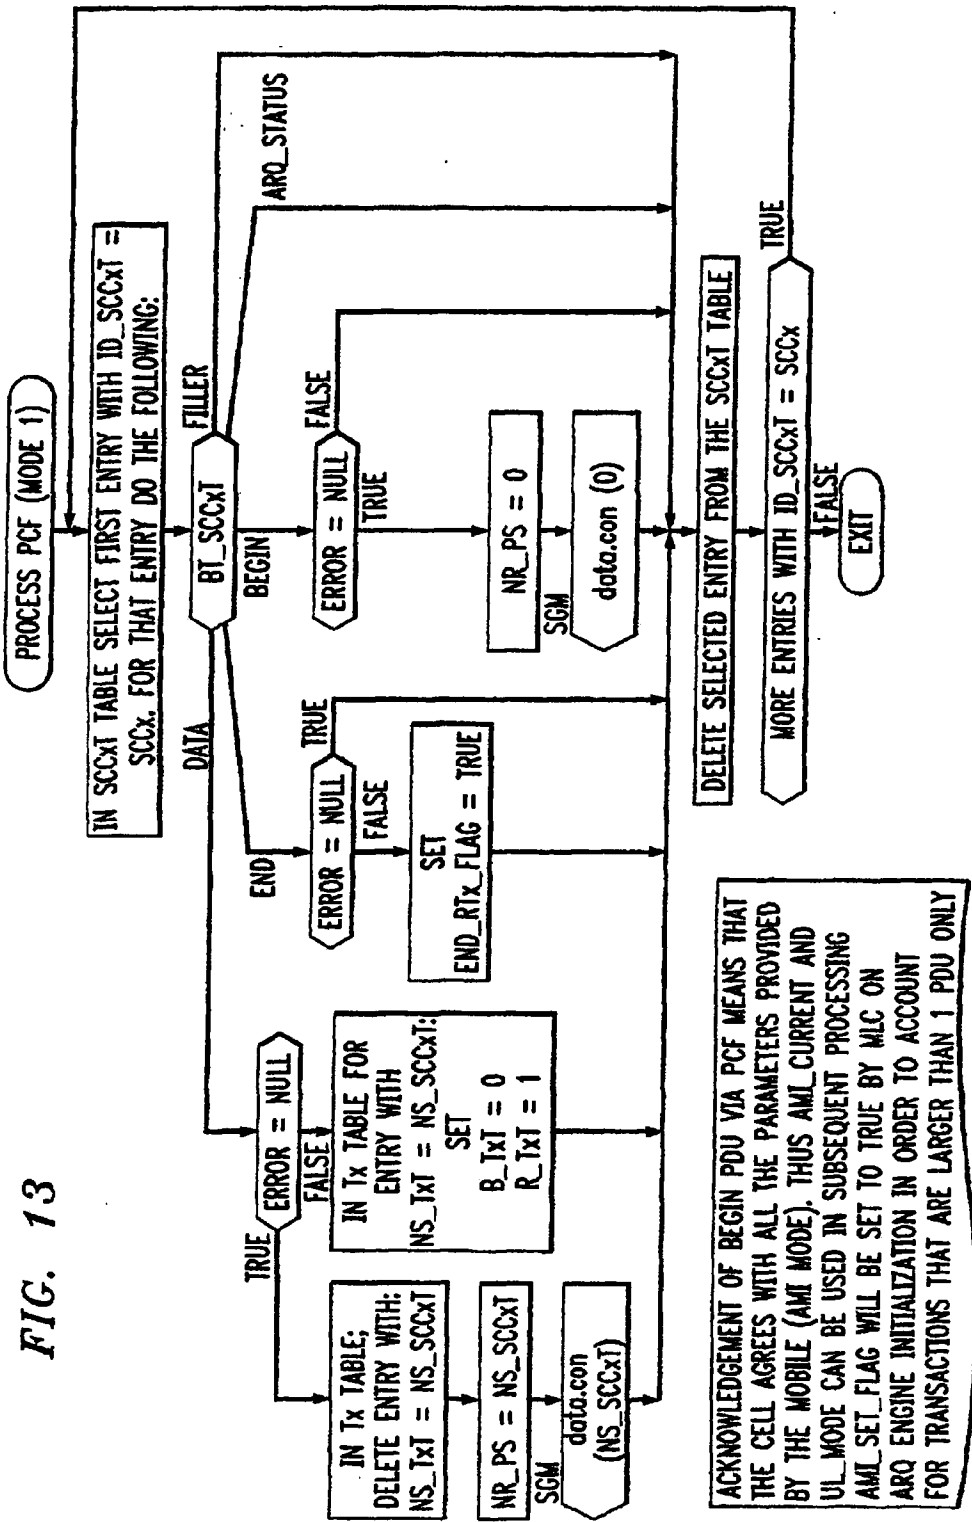 FIG. 13
PROCESS PCF (MODE 1)
IN SCCxT TABLE SELECT FIRST ENTRY WITH ID_SCCxT =
SCCx. FOR THAT ENTRY DO THE FOLLOWING:
BT_SCCxT
DATA
END
BEGIN
FILLER
ARQ_STATUS
ERROR = NULL
TRUE
FALSE
IN Tx TABLE;
DELETE ENTRY WITH:
NS_TxT = NS_SCCxT
NR_PS = NS_SCCxT
SGM
data.con
(NS_SCCxT)
IN Tx TABLE FOR
ENTRY WITH
NS_TxT = NS_SCCxT:
SET
B_TxT = 0
R_TxT = 1
ERROR = NULL
TRUE
FALSE
SET
END_RTx_FLAG = TRUE
ERROR = NULL
FALSE
TRUE
NR_PS = 0
SGM
data.con (0)
DELETE SELECTED ENTRY FROM THE SCCxT TABLE
MORE ENTRIES WITH ID_SCCxT = SCCx
TRUE
FALSE
EXIT
ACKNOWLEDGEMENT OF BEGIN PDU VIA PCF MEANS THAT
THE CELL AGREES WITH ALL THE PARAMETERS PROVIDED
BY THE MOBILE (AMI MODE). THUS AMI_CURRENT AND
UL_MODE CAN BE USED IN SUBSEQUENT PROCESSING
AMI_SET_FLAG WILL BE SET TO TRUE BY MLC ON
ARQ ENGINE INITIALIZATION IN ORDER TO ACCOUNT
FOR TRANSACTIONS THAT ARE LARGER THAN 1 PDU ONLY